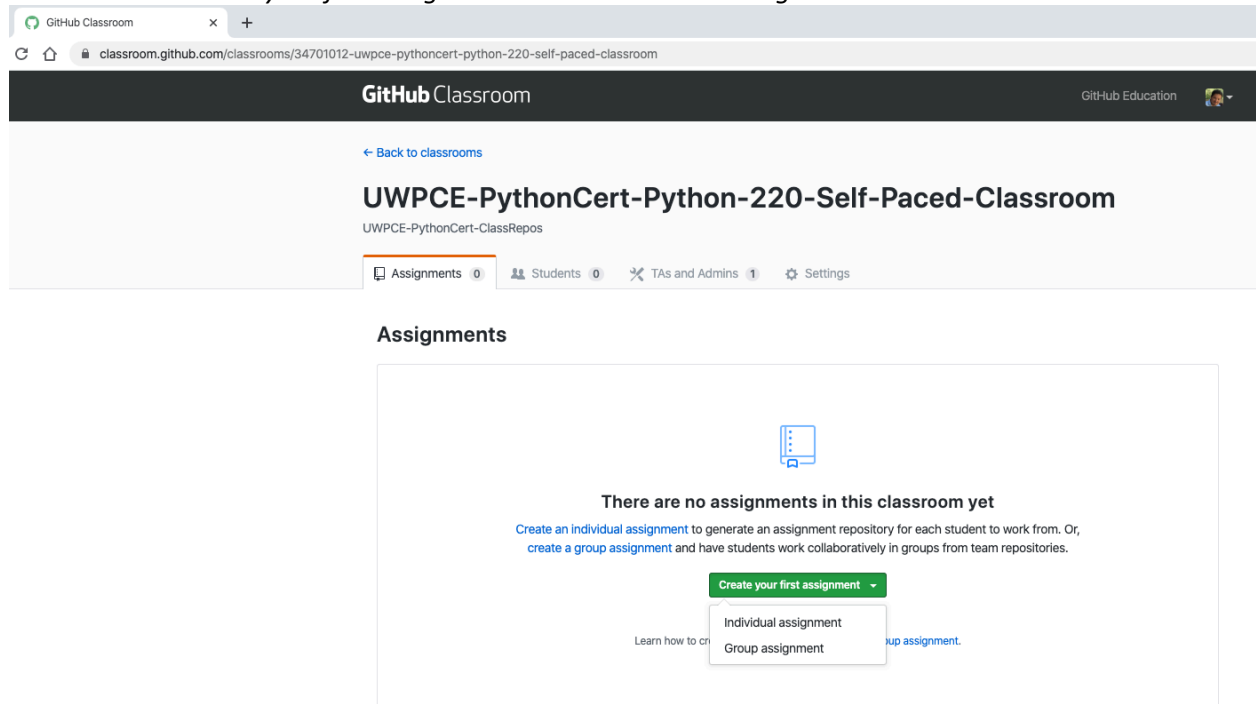 GitHub Classroom
classroom.github.com/classrooms/34701012-uwpce-pythoncert-python-220-self-paced-classroom
GitHub Classroom
GitHub Education
← Back to classrooms
UWPCE-PythonCert-Python-220-Self-Paced-Classroom
UWPCE-PythonCert-ClassRepos
Assignments 0 Students 0 TAs and Admins 1 Settings
Assignments
There are no assignments in this classroom yet
Create an individual assignment to generate an assignment repository for each student to work from. Or,
create a group assignment and have students work collaboratively in groups from team repositories.
Create your first assignment
Individual assignment
Learn how to assignment.
Group assignment